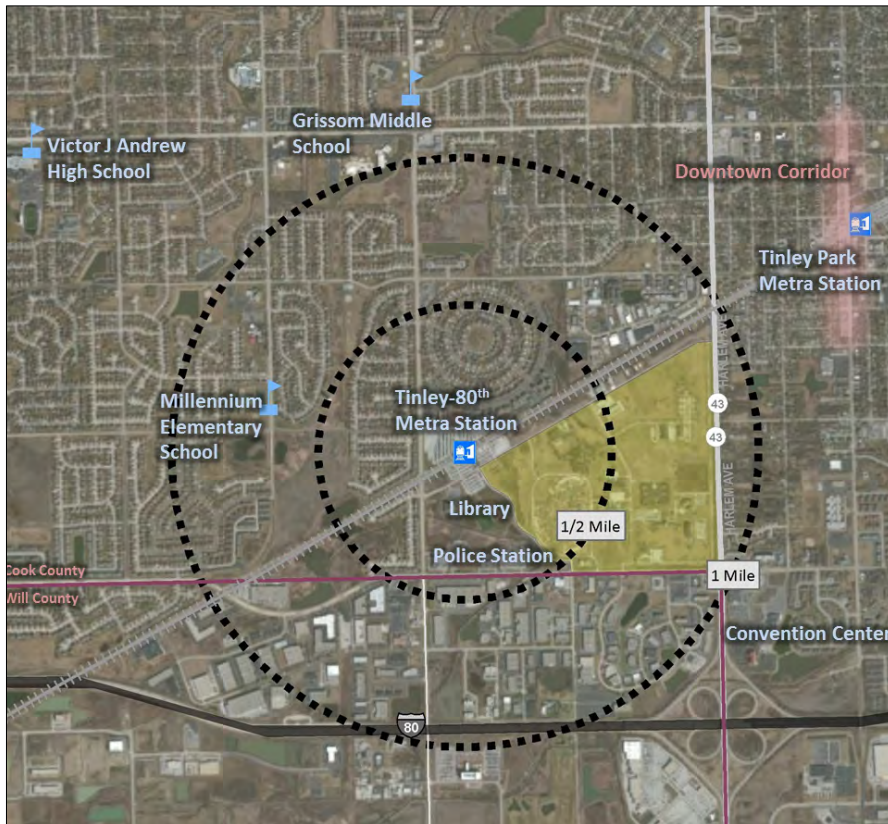 Grissom Middle
School
Victor J Andrew
High School
Downtown Corridor
Tinley Park
Metra Station
HARLEM AVE
Tinley-80th
Metra Station
Millennium
Elementary
School
43
43
HARLEM AVE
Library
1/2 Mile
Police Station
Cook County
Will County
1 Mile
Convention Center
80